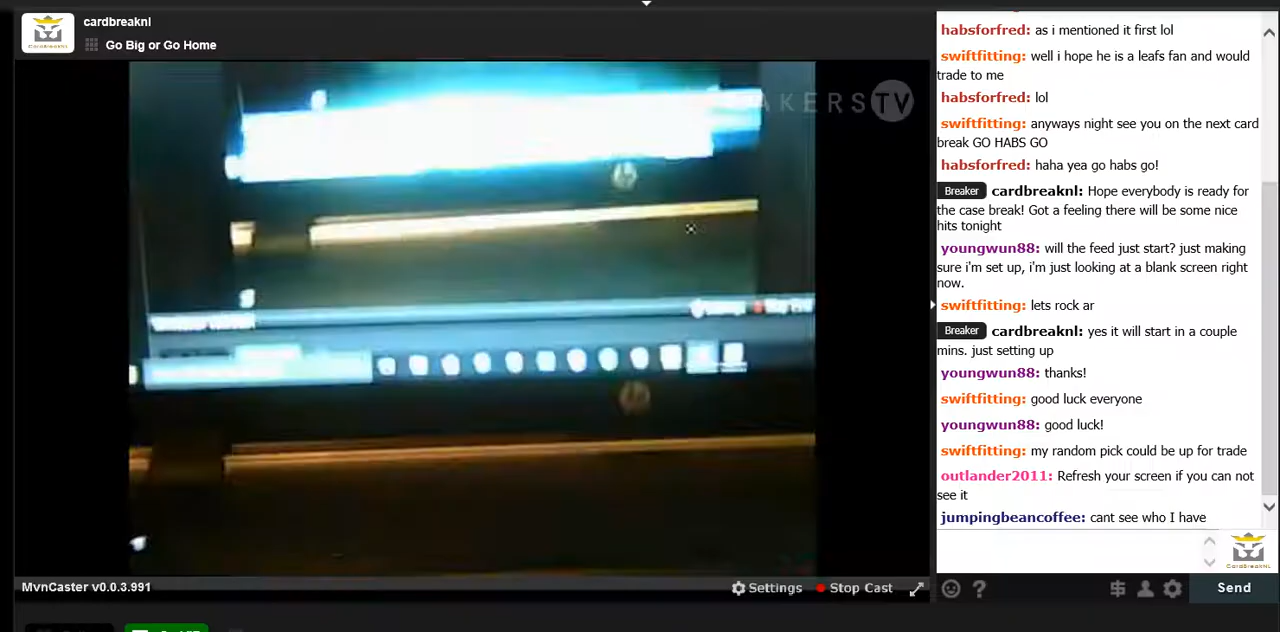 cardbreaknl
Go Big or Go Home
AKERSTV
MvnCaster v0.0.3.991
Settings
Stop Cast
habsforfred: as i mentioned it first lol
swiftfitting: well i hope he is a leafs fan and would
trade to me
habsforfred: lol
swiftfitting: anyways night see you on the next card
break GO HABS GO
habsforfred: haha yea go habs go!
Breaker cardbreaknl: Hope everybody is ready for
the case break! Got a feeling there will be some nice
hits tonight
youngwun88: will the feed just start? just making
sure i'm set up, i'm just looking at a blank screen right
now.
swiftfitting: lets rock ar
Breaker cardbreaknl: yes it will start in a couple
mins. just setting up
youngwun88: thanks!
swiftfitting: good luck everyone
youngwun88: good luck!
swiftfitting: my random pick could be up for trade
outlander2011: Refresh your screen if you can not
see it
jumpingbeancoffee: cant see who I have
CardBreakNL
Send